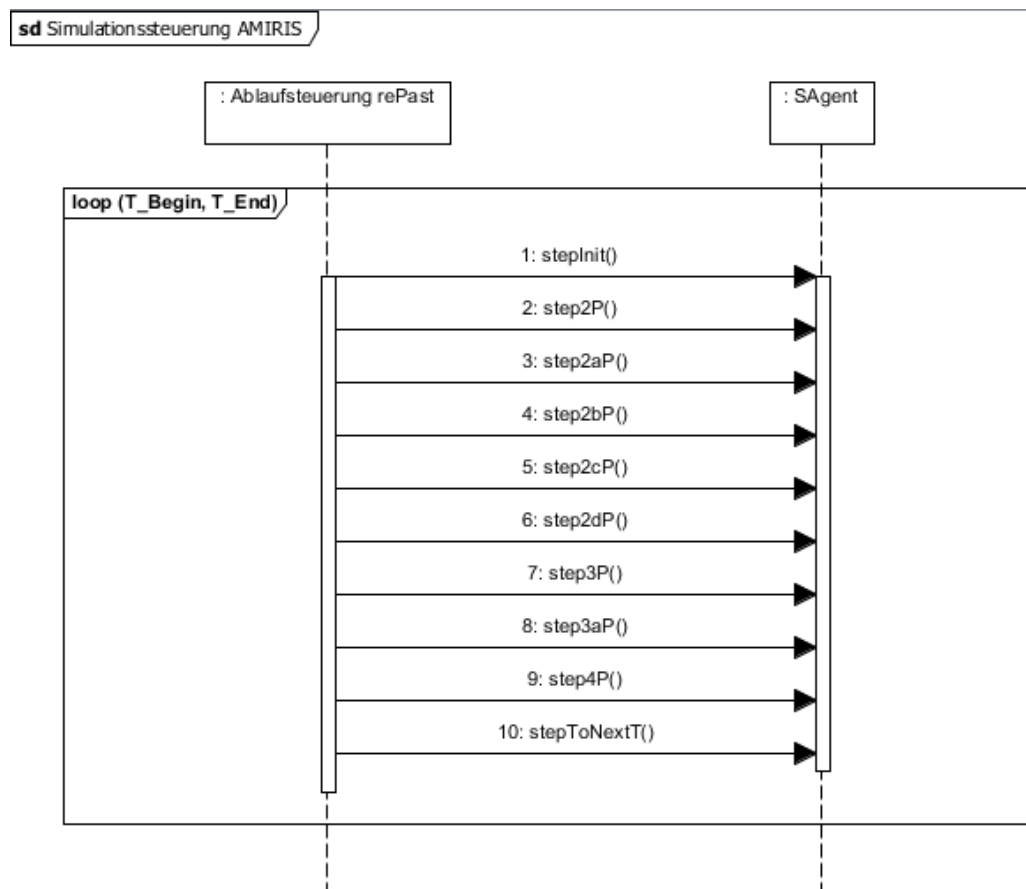 sd Simulationssteuerung AMIRIS
: Ablaufsteuerung rePast
: SAgent
loop (T_Begin, T_End)
1: stepInit()
2: step2P()
3: step2aP()
4: step2bP()
5: step2cP()
6: step2dP()
7: step3P()
8: step3aP()
9: step4P()
10: stepToNextT()